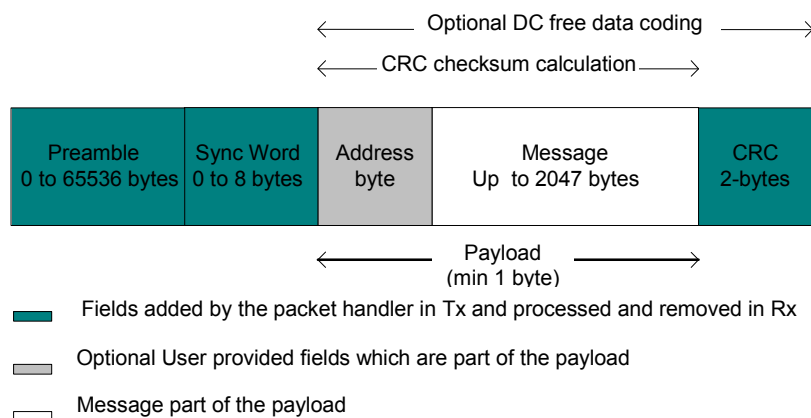 Optional DC free data coding
CRC checksum calculation
Preamble
0 to 65536 bytes
Sync Word
0 to 8 bytes
Address
byte
Message
Up to 2047 bytes
CRC
2-bytes
Payload
(min 1 byte)
Fields added by the packet handler in Tx and processed and removed in Rx
Optional User provided fields which are part of the payload
Message part of the payload